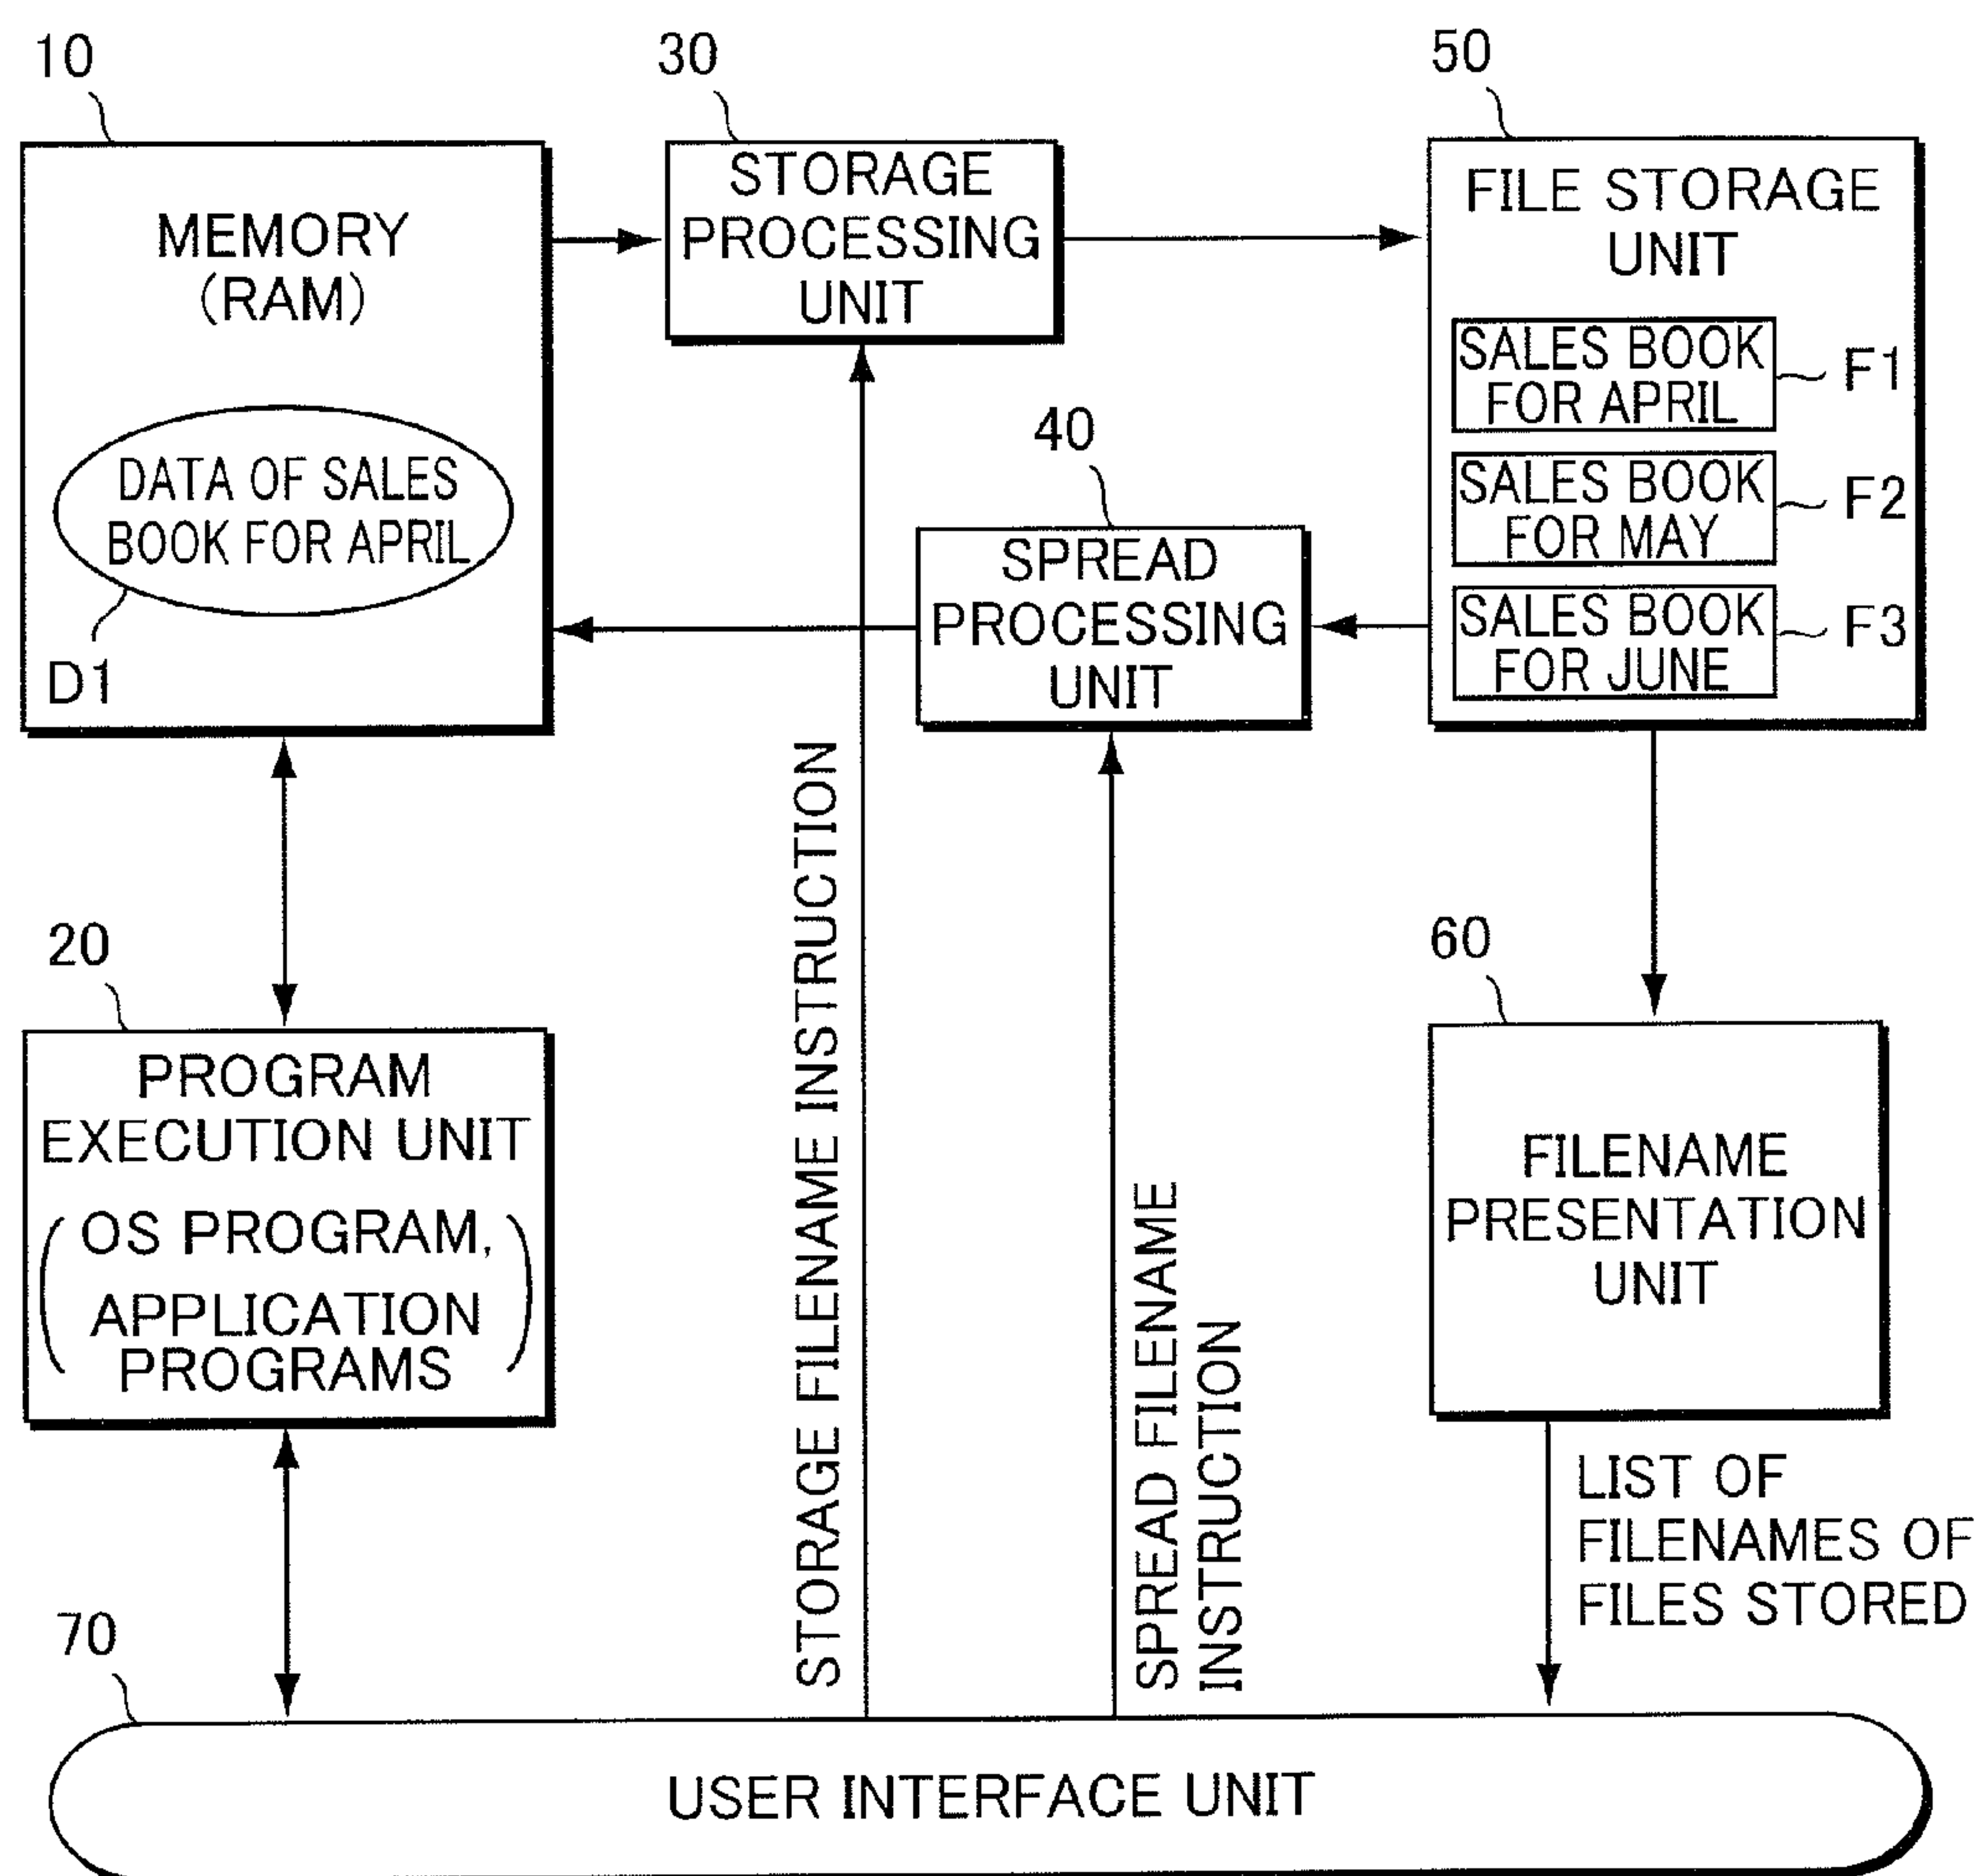 10
30
50
MEMORY
(RAM)
DATA OF SALES
BOOK FOR APRIL
D1
STORAGE
PROCESSING
UNIT
FILE STORAGE
UNIT
SALES BOOK
FOR APRIL
F1
SALES BOOK
FOR MAY
F2
SALES BOOK
FOR JUNE
F3
40
SPREAD
PROCESSING
UNIT
20
PROGRAM
EXECUTION UNIT
( OS PROGRAM,
APPLICATION
PROGRAMS )
STORAGE FILENAME INSTRUCTION
SPREAD FILENAME
INSTRUCTION
60
FILENAME
PRESENTATION
UNIT
LIST OF
FILENAMES OF
FILES STORED
70
USER INTERFACE UNIT